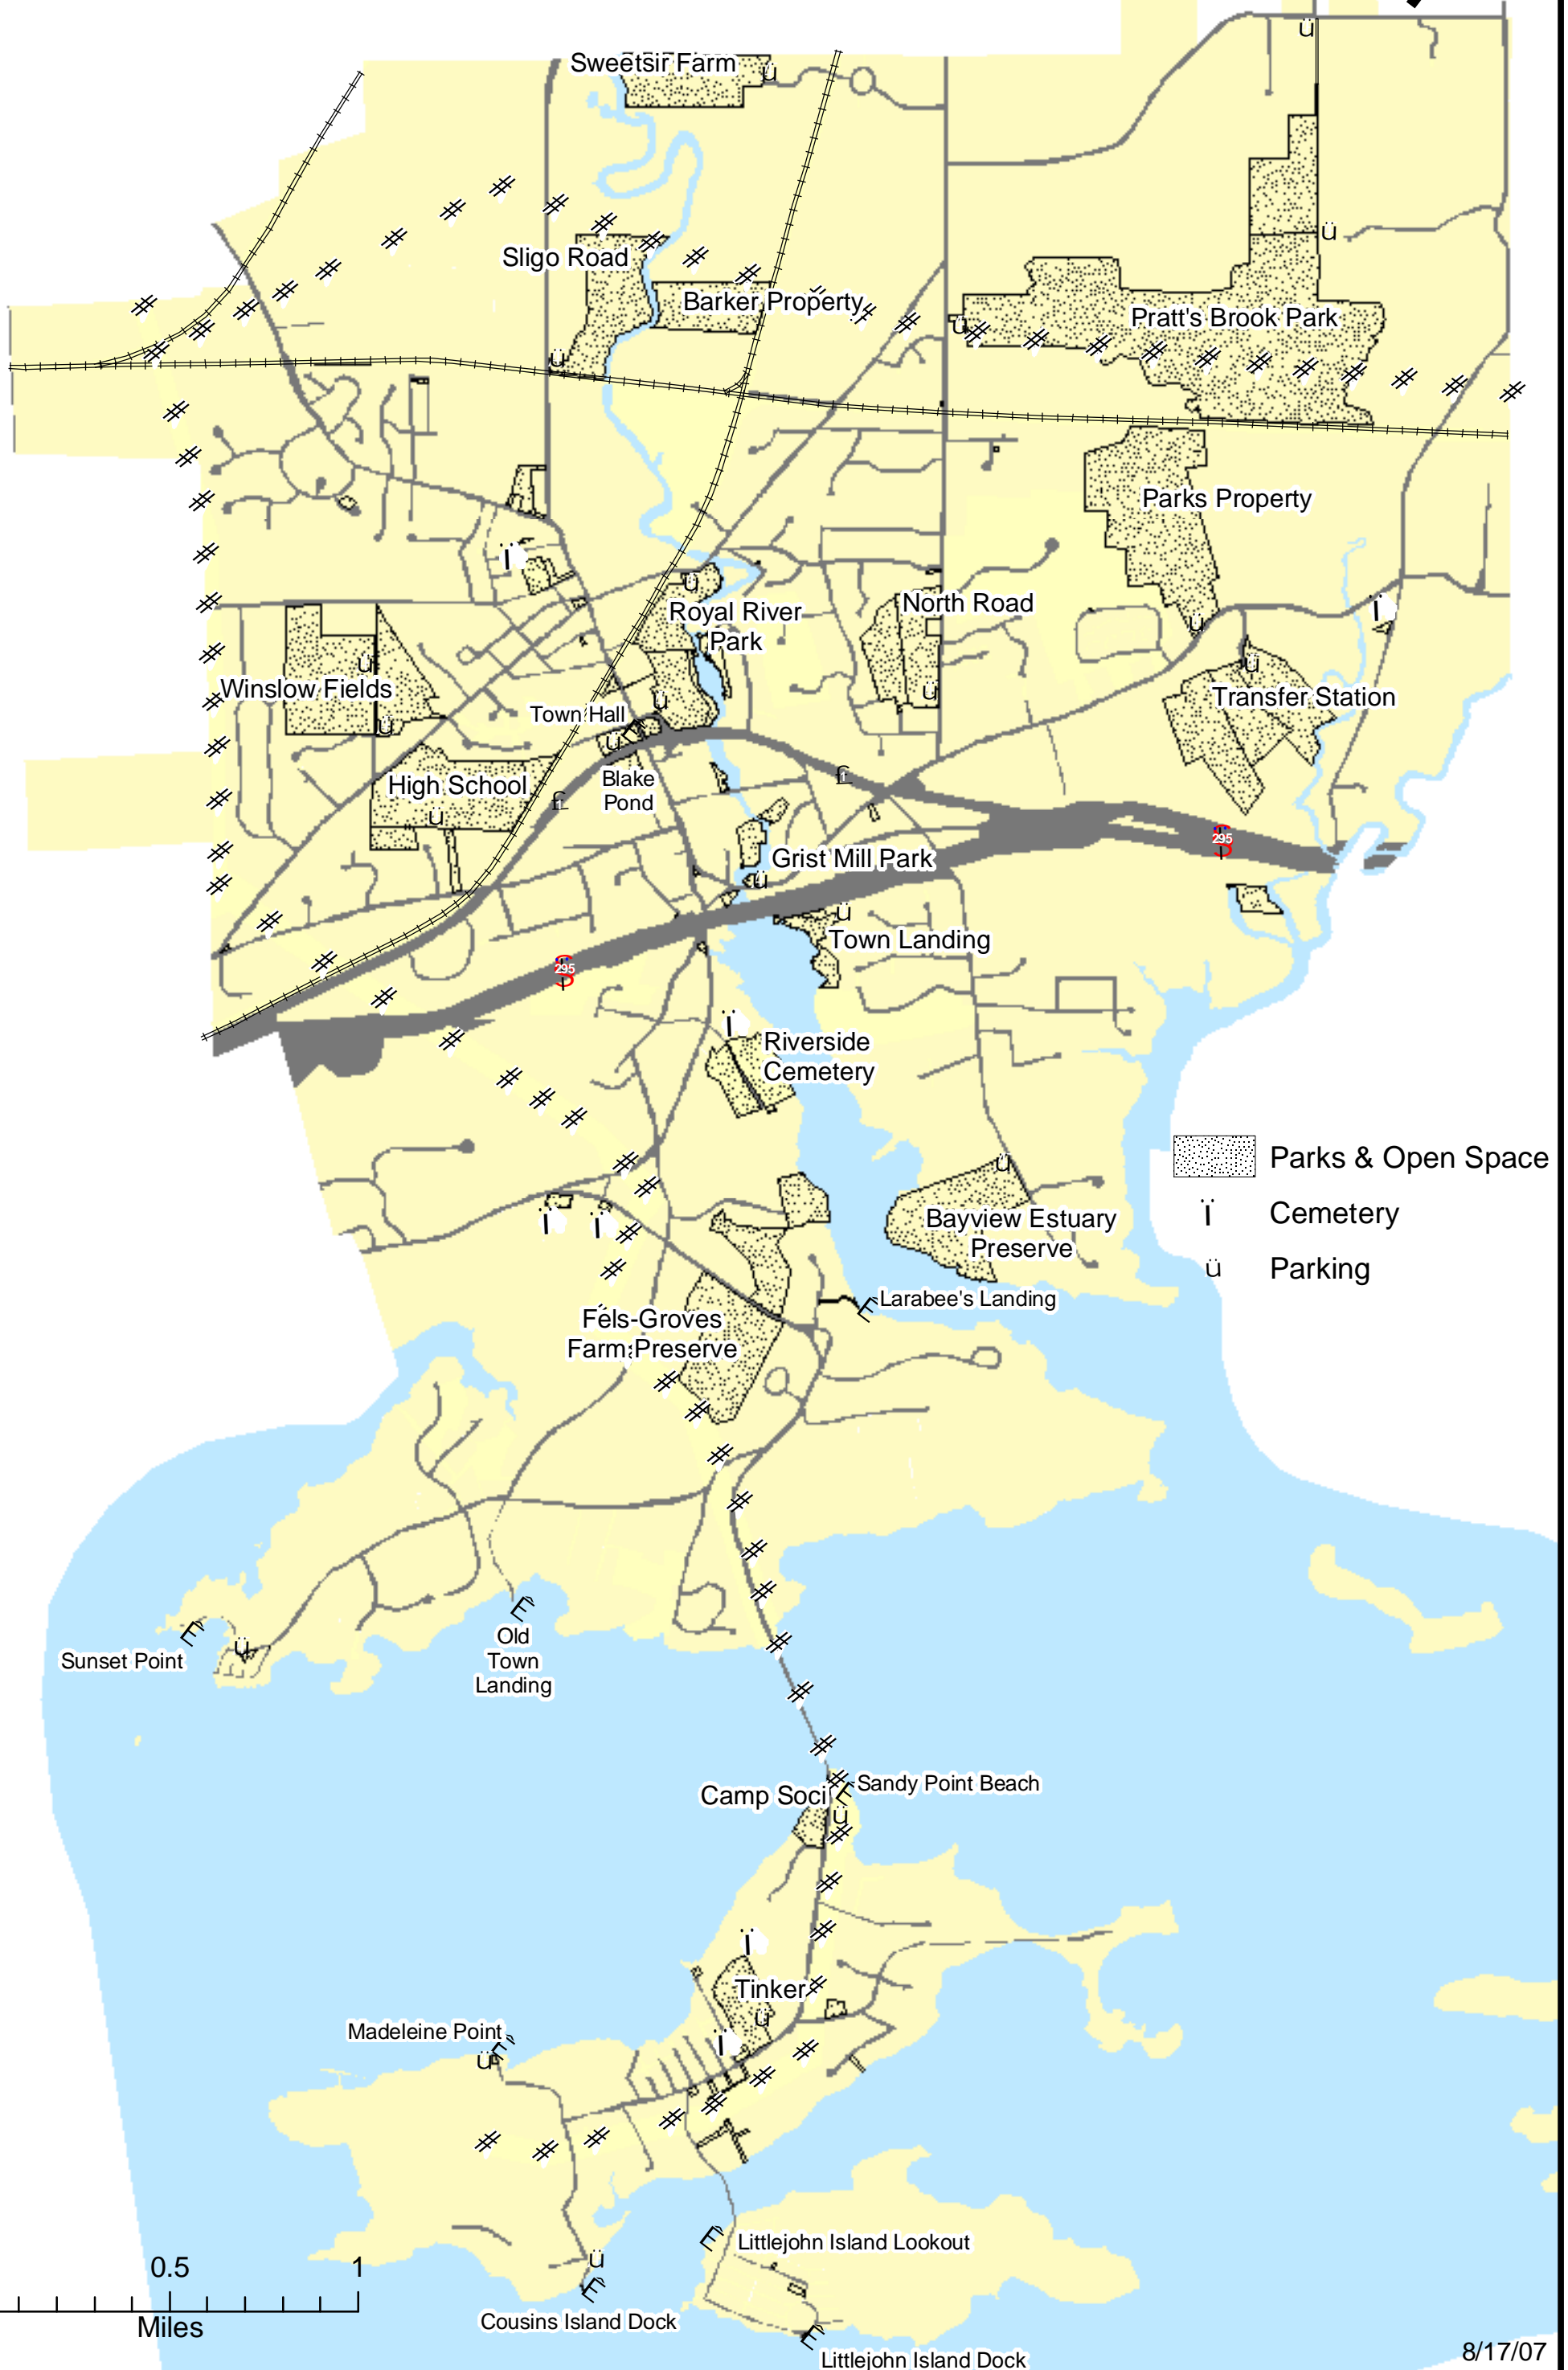 Sweetsir Farm
ü
ü
Sligo Road
ü
Barker Property
ü
Pratt's Brook Park
ü
Parks Property
Ï
ü
Royal River
Park
North Road
Ï
ü
ü
Winslow Fields
ü
ü
ü
Transfer Station
Town Hall
ü
ü
High School
Blake
Pond
£
£
ü
295
Grist Mill Park
ü
ü
Town Landing
295
Ï
Riverside
Cemetery
Parks & Open Space
Ï Cemetery
ü Parking
ü
Bayview Estuary
Preserve
Ï
Ï
Larabee's Landing
Fels-Groves
Farm Preserve
Sunset Point
ü
Old
Town
Landing
Camp Soci
Sandy Point Beach
ü
Ï
Tinker
ü
Ï
Madeleine Point
ü
Littlejohn Island Lookout
ü
0.5
1
Miles
Cousins Island Dock
Littlejohn Island Dock
8/17/07